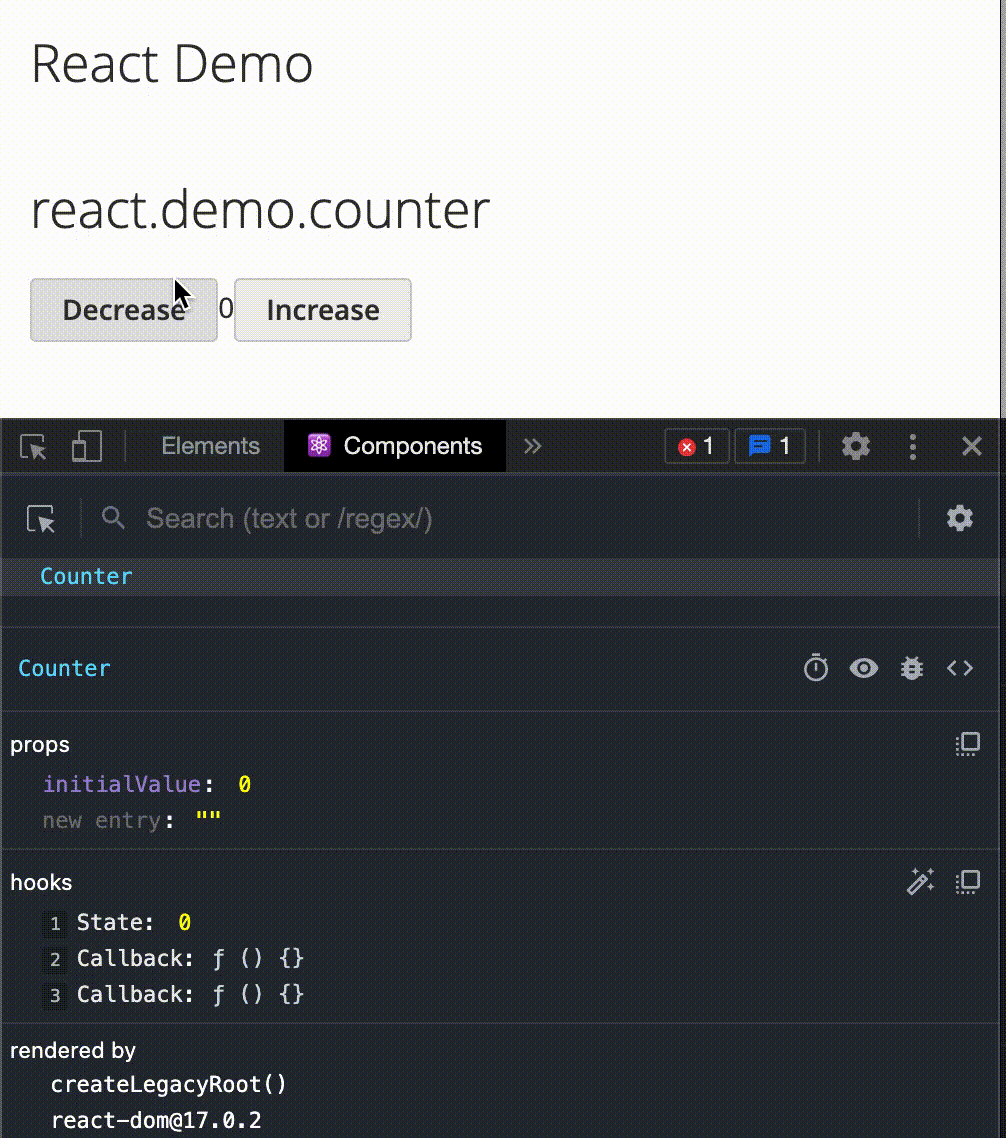 React Demo
react.demo.counter
Decrease 0 Increase
Elements Components » 1 1
Search (text or /regex/)
Counter
Counter
props
initialValue: 0
new entry: ""
hooks
1 State: 0
2 Callback: ƒ () {}
3 Callback: ƒ () {}
rendered by
createLegacyRoot()
react-dom@17.0.2